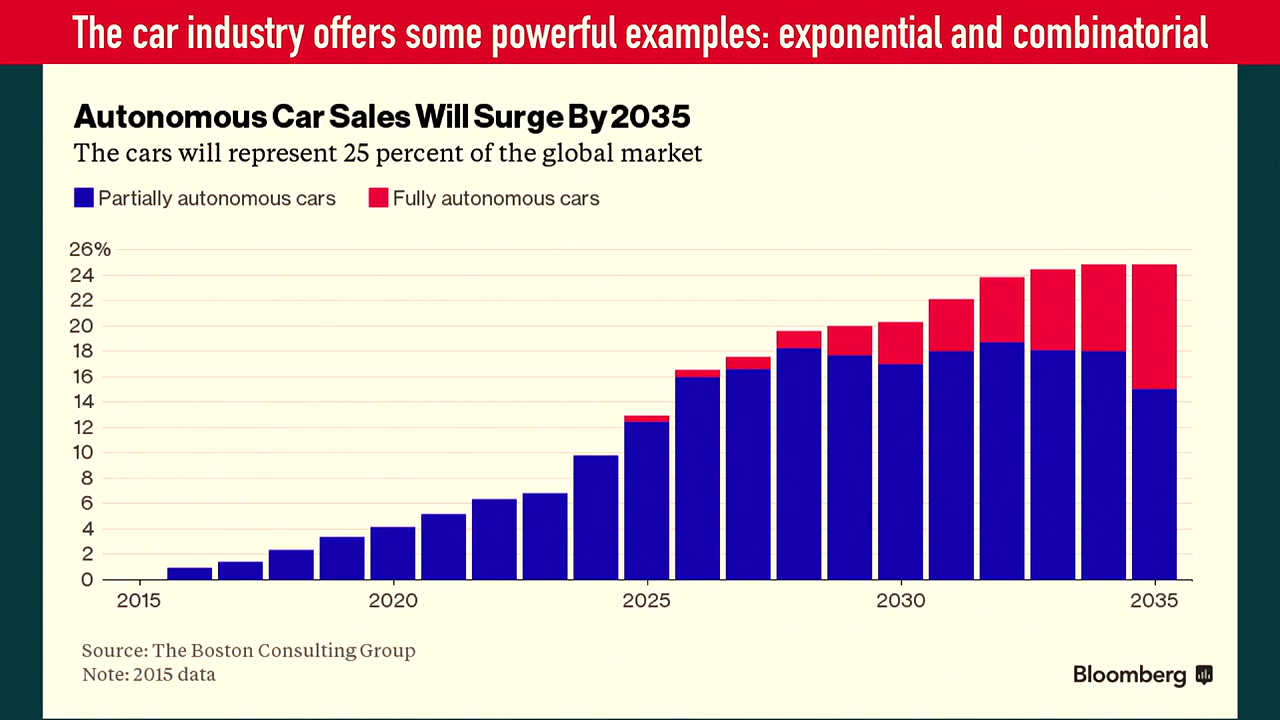 The car industry offers some powerful examples: exponential and combinatorial
Autonomous Car Sales Will Surge By 2035
The cars will represent 25 percent of the global market
Partially autonomous cars Fully autonomous cars
26%
24
22
20
18
16
14
12
10
8
6
4
2
0
2015 2020 2025 2030 2035
Source: The Boston Consulting Group
Note: 2015 data
Bloomberg